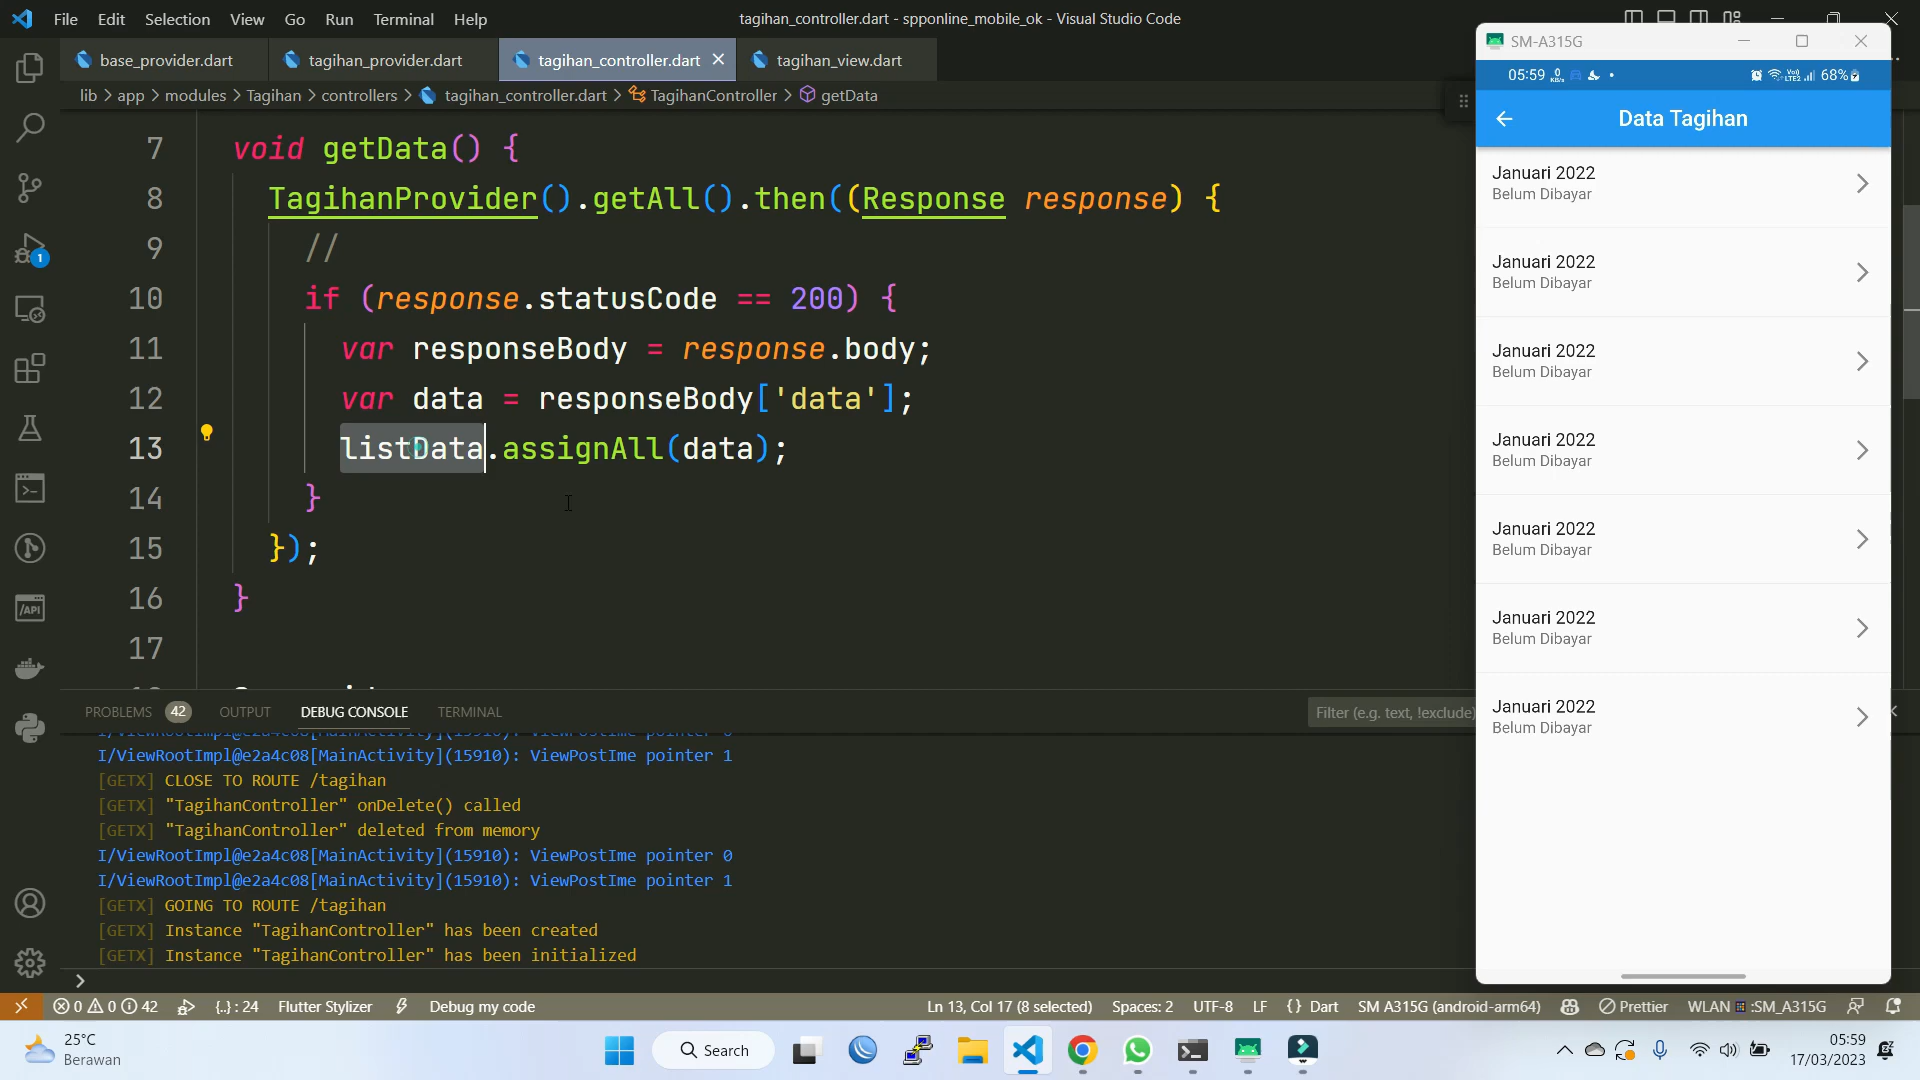 File Edit Selection View Go Run Terminal Help
tagihan_controller.dart - spponline_mobile_ok - Visual Studio Code
base_provider.dart tagihan_provider.dart tagihan_controller.dart tagihan_view.dart
lib > app > modules > Tagihan > controllers > tagihan_controller.dart > TagihanController > getData
7 void getData() {
8 TagihanProvider().getAll().then((Response response) {
9 //
10 if (response.statusCode == 200) {
11 var responseBody = response.body;
12 var data = responseBody['data'];
13 listData.assignAll(data);
14 }
15 });
16 }
17
PROBLEMS 42 OUTPUT DEBUG CONSOLE TERMINAL
Filter (e.g. text, !exclude)
I/ViewRootImpl@e2a4c08[MainActivity](15910): ViewPostIme pointer 0
I/ViewRootImpl@e2a4c08[MainActivity](15910): ViewPostIme pointer 1
[GETX] CLOSE TO ROUTE /tagihan
[GETX] "TagihanController" onDelete() called
[GETX] "TagihanController" deleted from memory
I/ViewRootImpl@e2a4c08[MainActivity](15910): ViewPostIme pointer 0
I/ViewRootImpl@e2a4c08[MainActivity](15910): ViewPostIme pointer 1
[GETX] GOING TO ROUTE /tagihan
[GETX] Instance "TagihanController" has been created
[GETX] Instance "TagihanController" has been initialized
SM-A315G
05:59 0 KB/s 68%
Data Tagihan
Januari 2022
Belum Dibayar
Januari 2022
Belum Dibayar
Januari 2022
Belum Dibayar
Januari 2022
Belum Dibayar
Januari 2022
Belum Dibayar
Januari 2022
Belum Dibayar
Januari 2022
Belum Dibayar
0 0 42 {..} : 24 Flutter Stylizer Debug my code Ln 13, Col 17 (8 selected) Spaces: 2 UTF-8 LF {} Dart SM A315G (android-arm64) Prettier WLAN :SM_A315G
25°C
Berawan
Search
05:59
17/03/2023